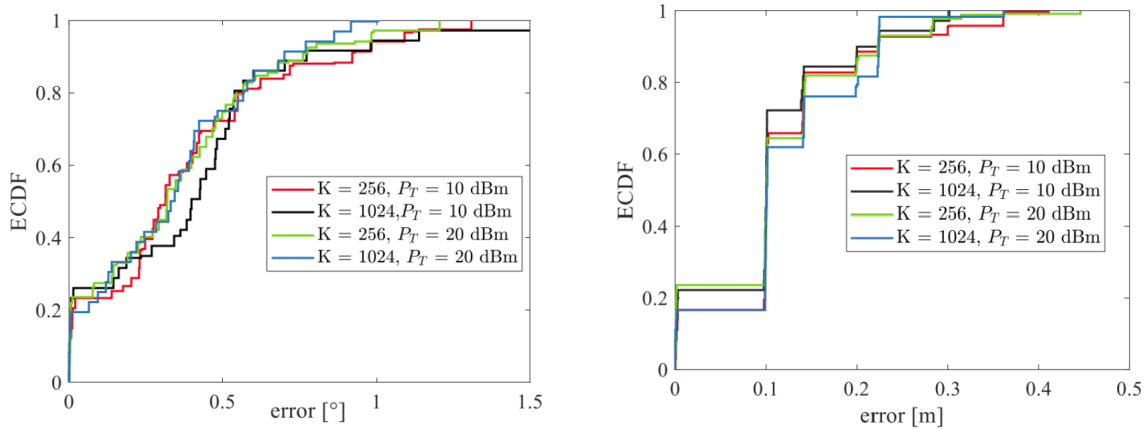 1
0.8
0.6
0.4
0.2
0
ECDF
0
0.5
1
1.5
error [°]
K = 256, P_T = 10 dBm
K = 1024,P_T = 10 dBm
K = 256, P_T = 20 dBm
K = 1024, P_T = 20 dBm
1
0.8
0.6
0.4
0.2
0
ECDF
0
0.1
0.2
0.3
0.4
0.5
error [m]
K = 256, P_T = 10 dBm
K = 1024, P_T = 10 dBm
K = 256, P_T = 20 dBm
K = 1024, P_T = 20 dBm